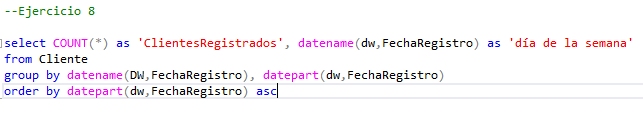 --Ejercicio 8
select COUNT(*) as 'ClientesRegistrados', datename(dw,FechaRegistro) as 'día de la semana'
from Cliente
group by datename(DW,FechaRegistro), datepart(dw,FechaRegistro)
order by datepart(dw,FechaRegistro) asc